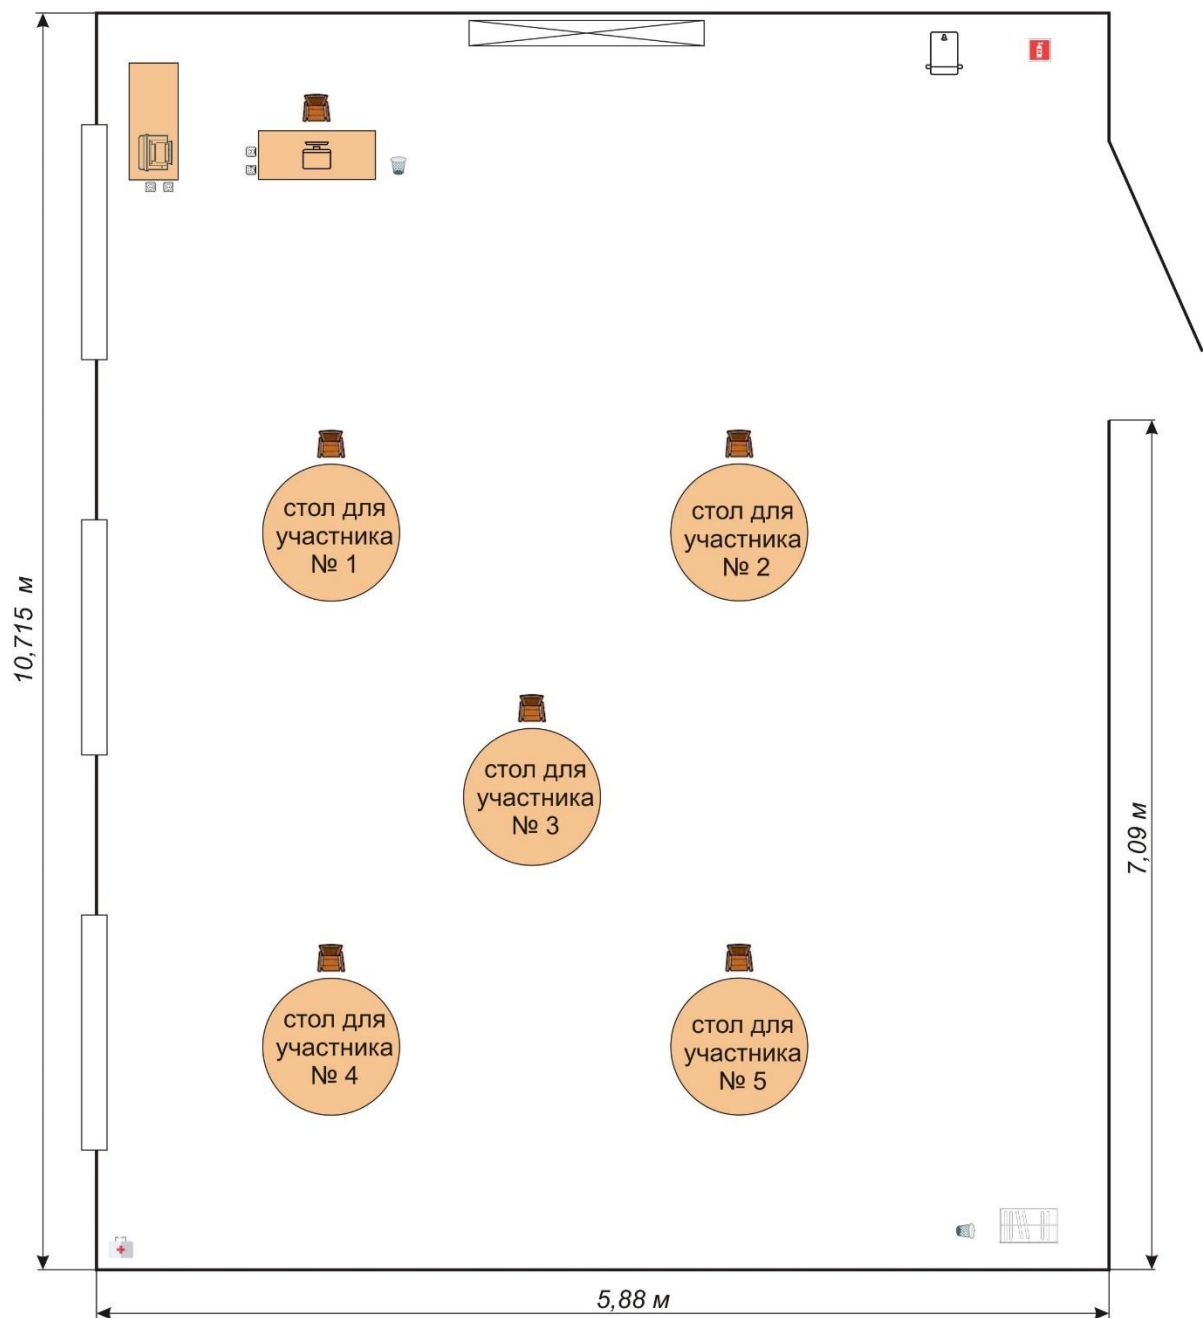 стол для
участника
№ 1
стол для
участника
№ 2
10,715 м
стол для
участника
№ 3
7,09 м
стол для
участника
№ 4
стол для
участника
№ 5
5,88 м